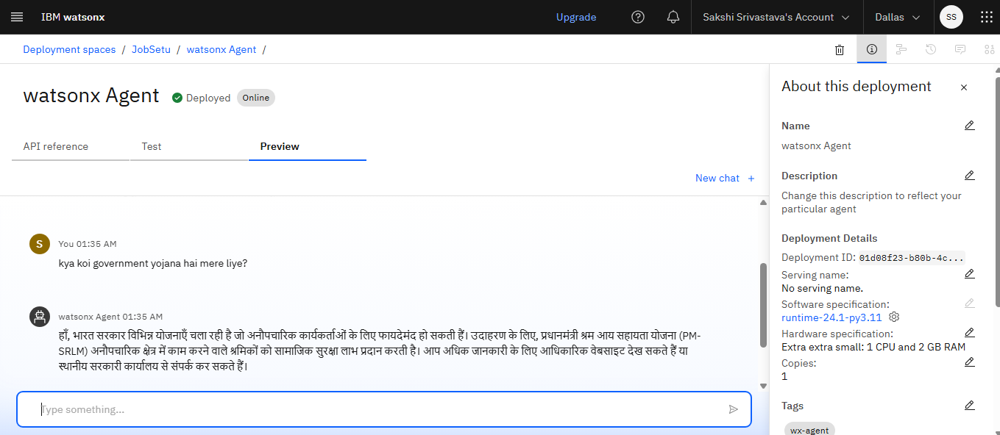 IBM watsonx
Upgrade
Sakshi Srivastava's Account
Dallas
SS
Deployment spaces / JobSetu / watsonx Agent /
watsonx Agent
Deployed
Online
API reference
Test
Preview
New chat +
S
You 01:35 AM
kya koi government yojana hai mere liye?
watsonx Agent 01:35 AM
हाँ, भारत सरकार विभिन्न योजनाएँ चला रही है जो अनौपचारिक कार्यकर्ताओं के लिए फायदेमंद हो सकती हैं। उदाहरण के लिए, प्रधानमंत्री श्रम आय सहायता योजना (PM-
SRLM) अनौपचारिक क्षेत्र में काम करने वाले श्रमिकों को सामाजिक सुरक्षा लाभ प्रदान करती है। आप अधिक जानकारी के लिए आधिकारिक वेबसाइट देख सकते हैं या
स्थानीय सरकारी कार्यालय से संपर्क कर सकते हैं।
Type something...
About this deployment
Name
watsonx Agent
Description
Change this description to reflect your
particular agent
Deployment Details
Deployment ID: 01d08f23-b80b-4c...
Serving name:
No serving name.
Software specification:
runtime-24.1-py3.11
Hardware specification:
Extra extra small: 1 CPU and 2 GB RAM
Copies:
1
Tags
wx-agent